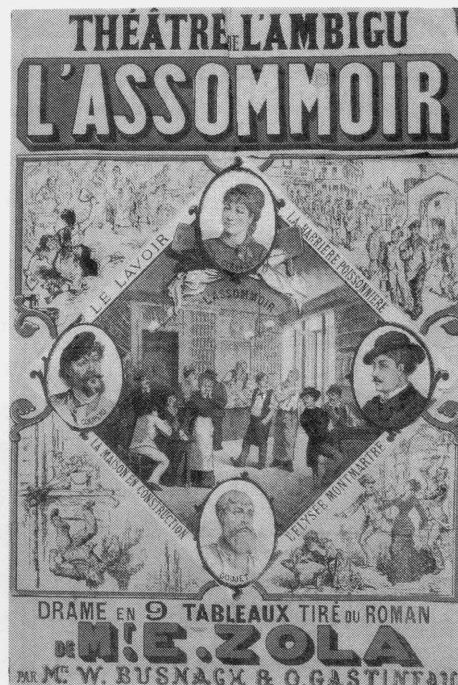 THÉÂTRE DE L'AMBIGU
L'ASSOMMOIR
LE LAVOIR
LA BARRIÈRE POISSONNIÈRE
L'ASSOMMOIR
LA MAISON EN CONSTRUCTION
L'ELYSÉE MONTMARTRE
GOUJET
DRAME EN 9 TABLEAUX TIRÉ DU ROMAN
DE Mr. E. ZOLA
PAR Mrs W. BUSNACH & O. GASTINEAU